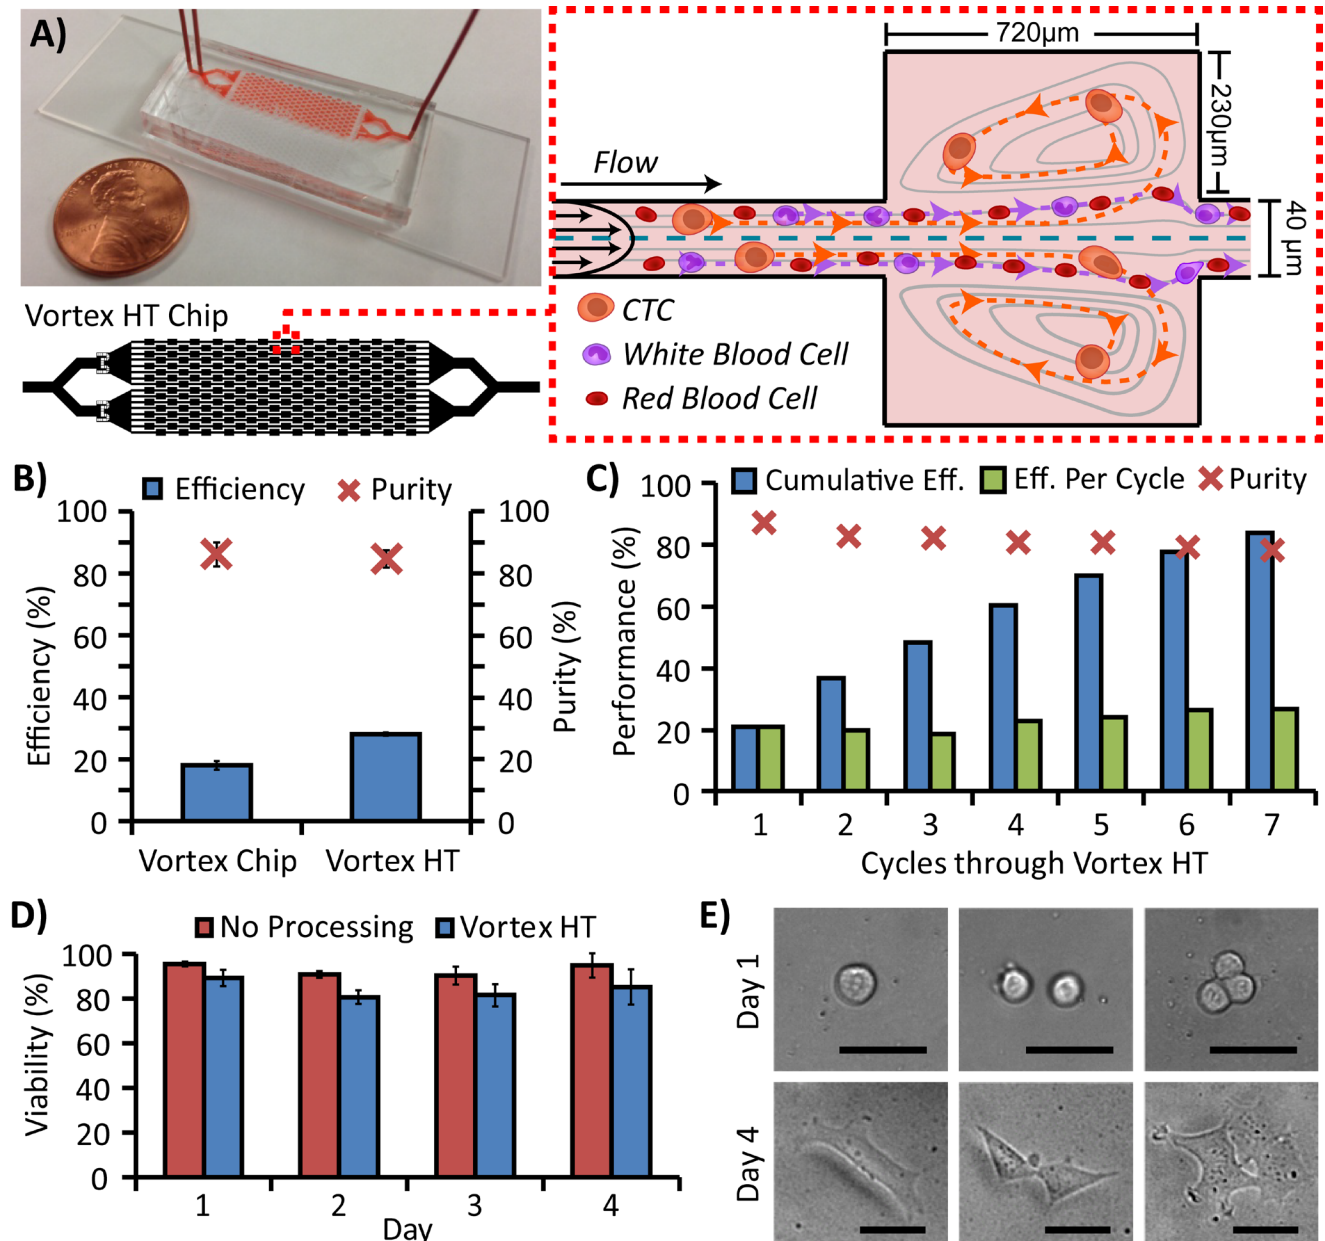 A)
Vortex HT Chip
720µm
230µm
40 µm
Flow
CTC
White Blood Cell
Red Blood Cell
B)
Efficiency
Purity
100
80
60
40
20
0
Efficiency (%)
100
80
60
40
20
0
Purity (%)
Vortex Chip
Vortex HT
C)
Cumulative Eff.
Eff. Per Cycle
Purity
100
80
60
40
20
0
Performance (%)
1 2 3 4 5 6 7
Cycles through Vortex HT
D)
No Processing
Vortex HT
100
80
60
40
20
0
Viability (%)
1 2 3 4
Day
E)
Day 1
Day 4